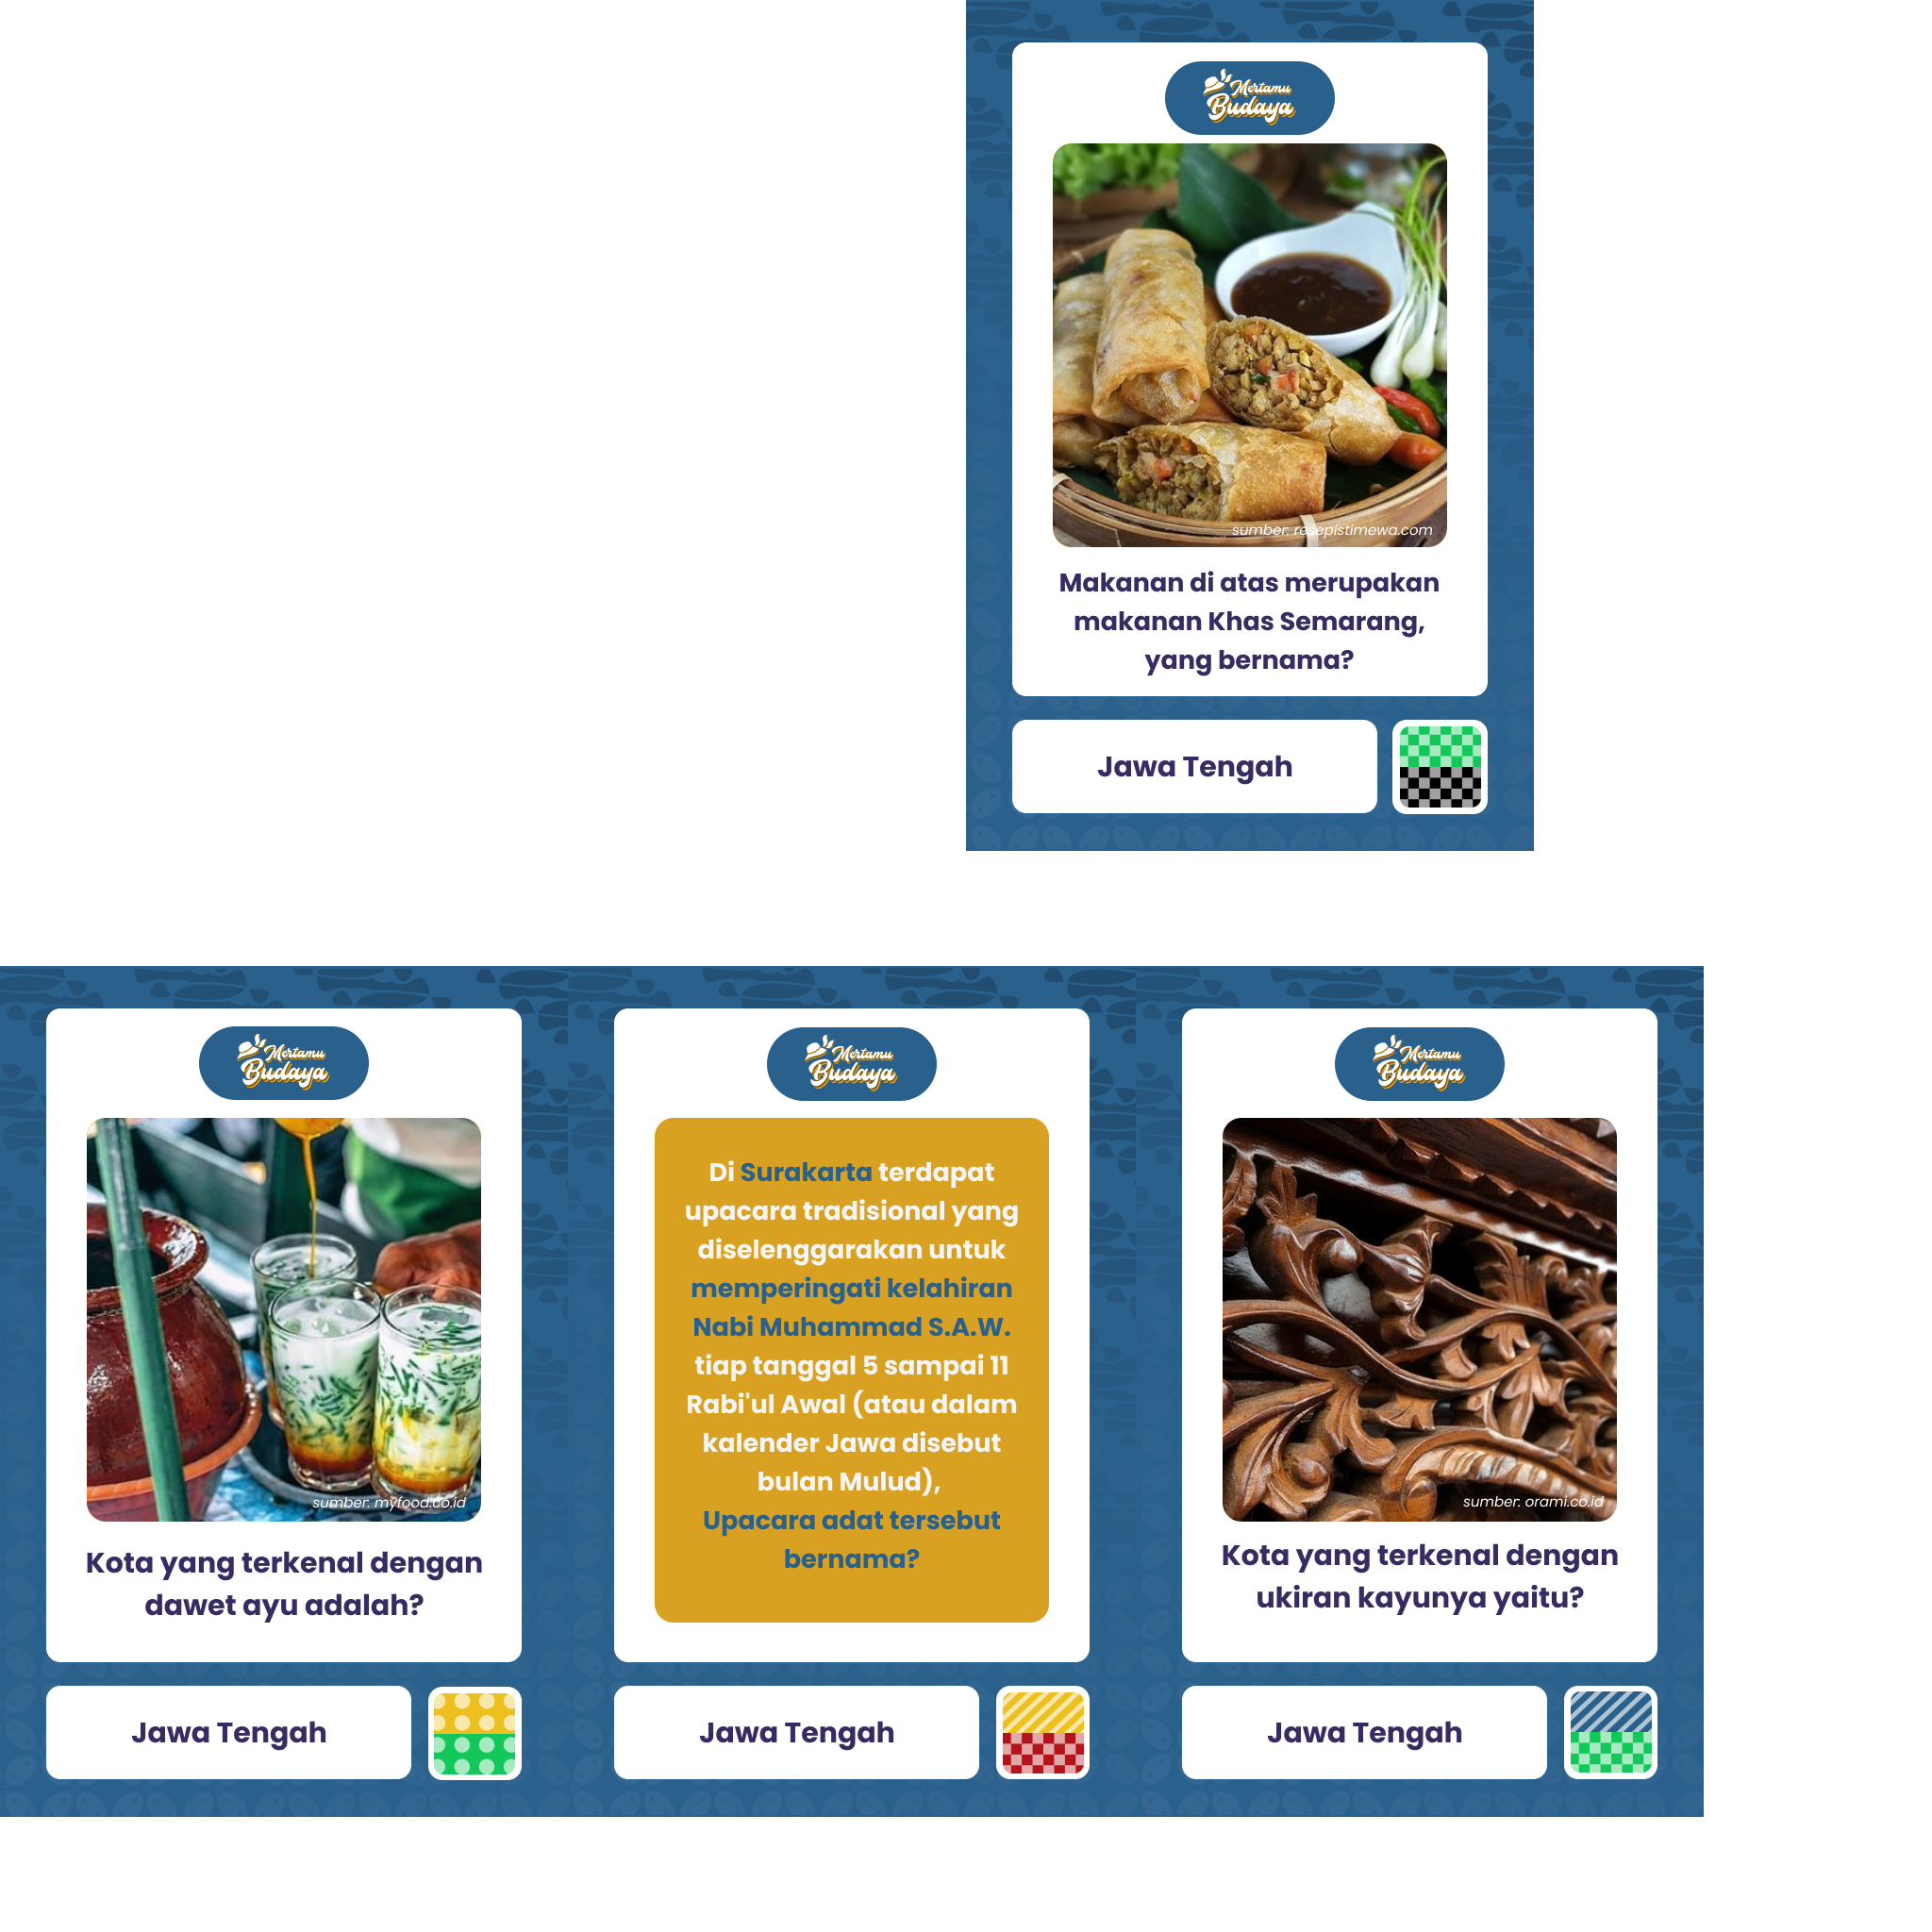 Mertamu
Budaya
sumber: resepistimewa.com
Makanan di atas merupakan
makanan Khas Semarang,
yang bernama?
Jawa Tengah
Mertamu
Budaya
sumber: myfood.co.id
Kota yang terkenal dengan
dawet ayu adalah?
Jawa Tengah
Mertamu
Budaya
Di Surakarta terdapat
upacara tradisional yang
diselenggarakan untuk
memperingati kelahiran
Nabi Muhammad S.A.W.
tiap tanggal 5 sampai 11
Rabi'ul Awal (atau dalam
kalender Jawa disebut
bulan Mulud),
Upacara adat tersebut
bernama?
Jawa Tengah
Mertamu
Budaya
sumber: orami.co.id
Kota yang terkenal dengan
ukiran kayunya yaitu?
Jawa Tengah